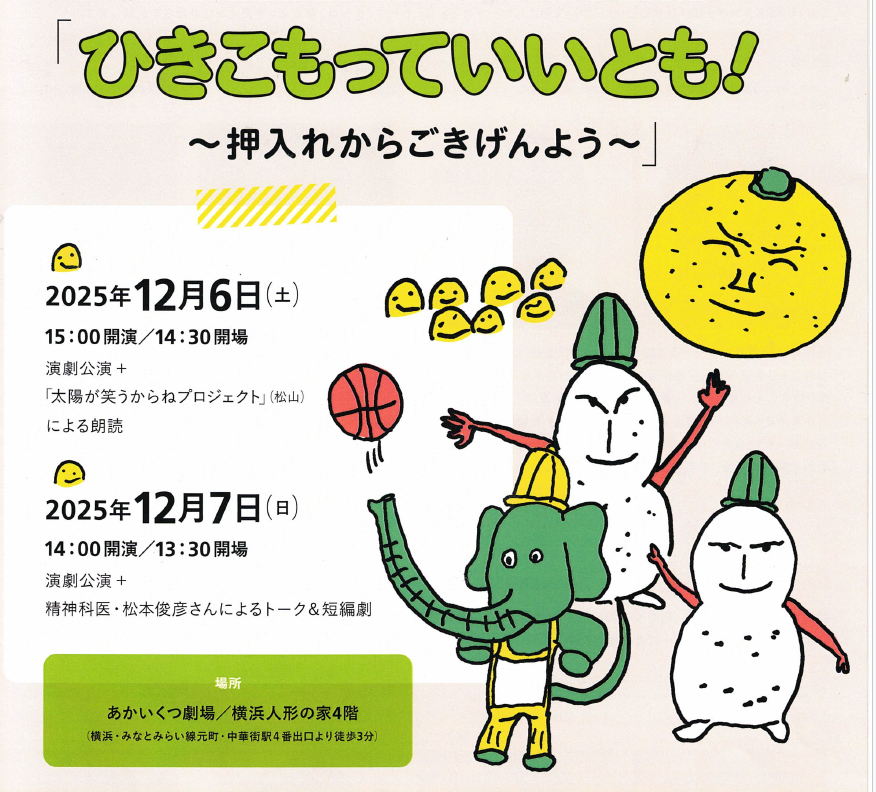 「ひきこもっていいとも!
~押入れからごきげんよう~」
2025年12月6日(土)
15:00開演/14:30開場
演劇公演+
「太陽が笑うからねプロジェクト」(松山)
による朗読
2025年12月7日(日)
14:00開演/13:30開場
演劇公演+
精神科医・松本俊彦さんによるトーク&短編劇
場所
あかいくつ劇場/横浜人形の家4階
(横浜・みなとみらい線元町・中華街駅4番出口より徒歩3分)